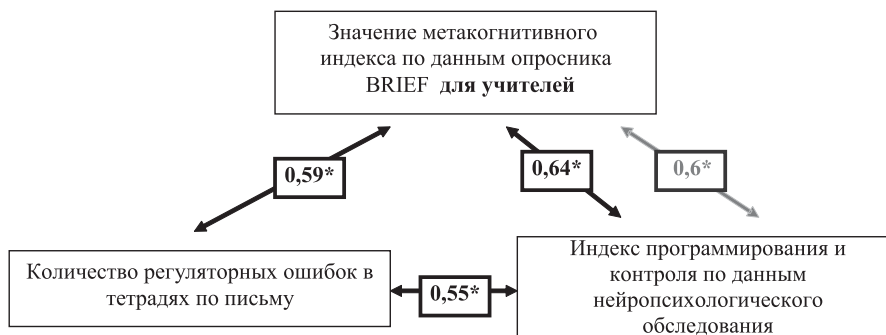 Значение метакогнитивного
индекса по данным опросника
BRIEF для учителей
0,59*
0,64*
0,6*
Количество регуляторных ошибок в
тетрадях по письму
0,55*
Индекс программирования и
контроля по данным
нейропсихологического
обследования